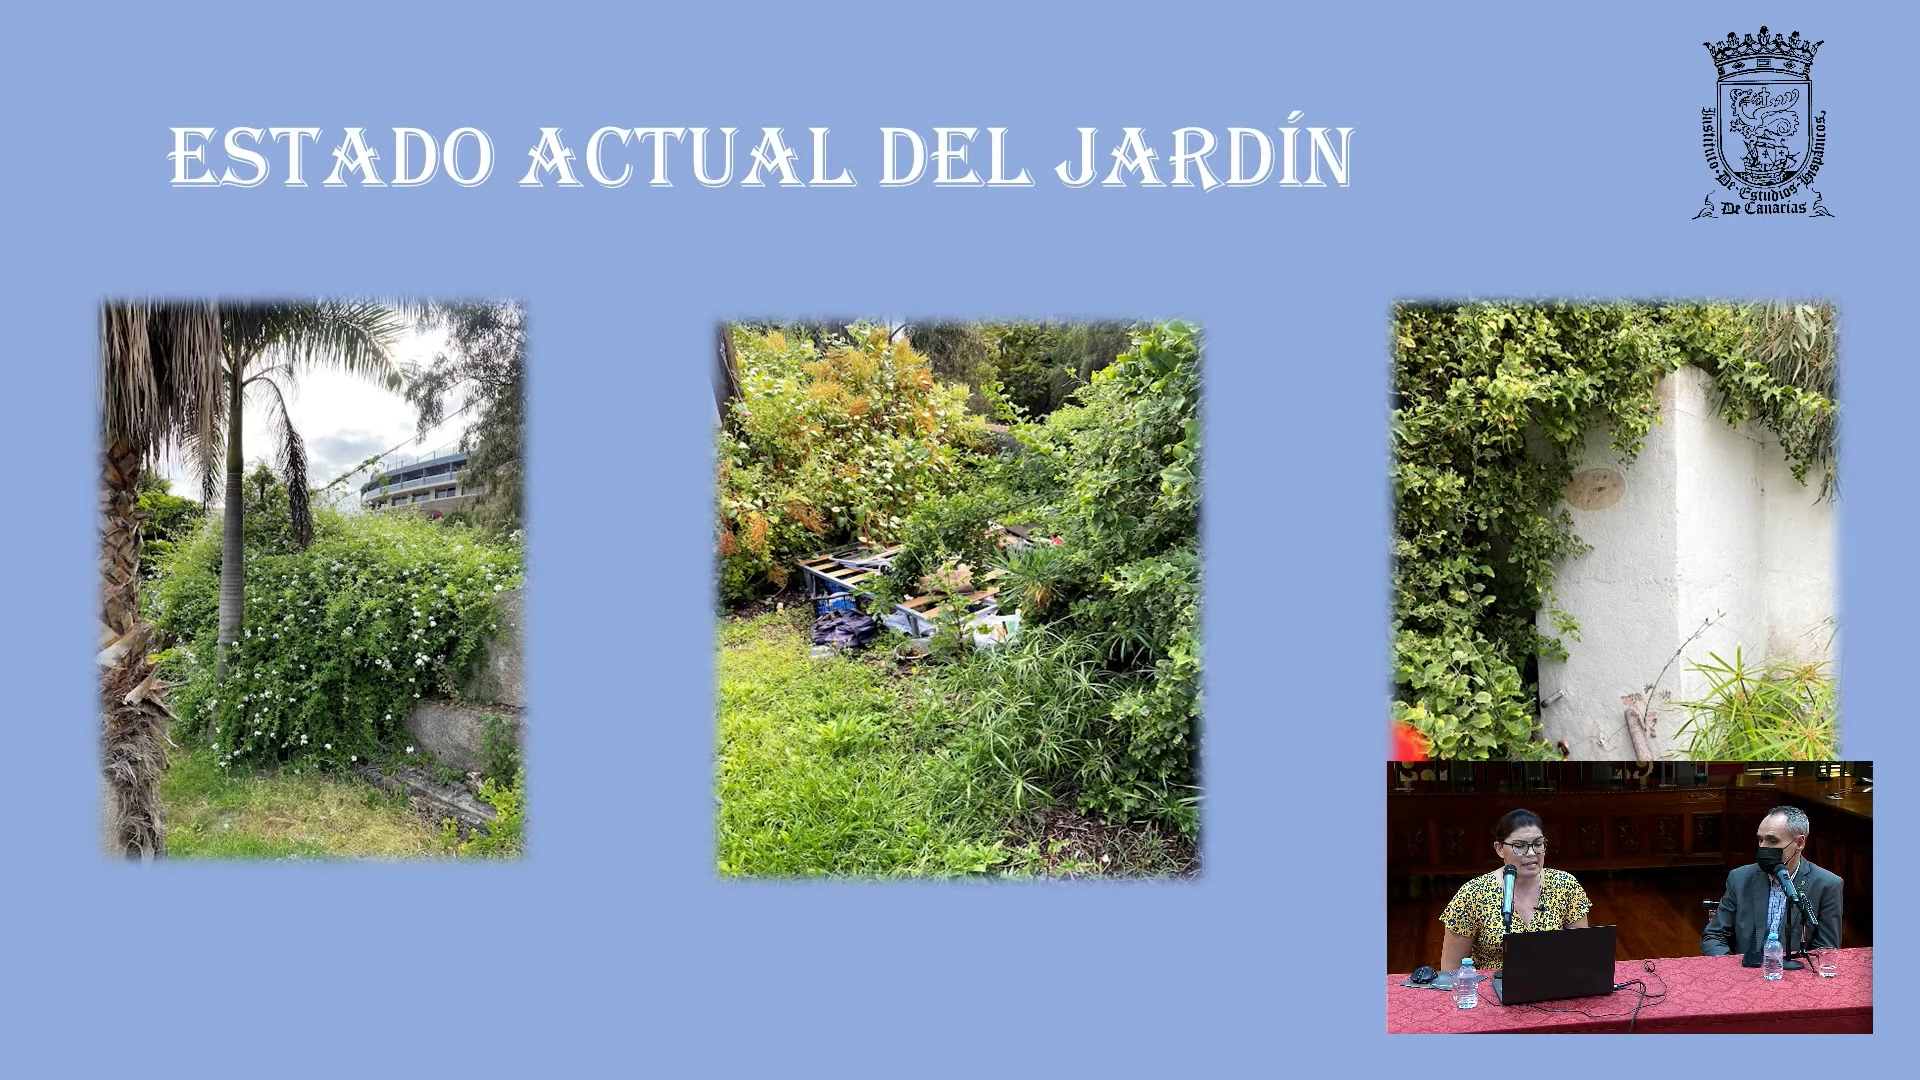 ESTADO ACTUAL DEL JARDÍN
Instituto · De · Estudios · Hispánicos
De Canarias